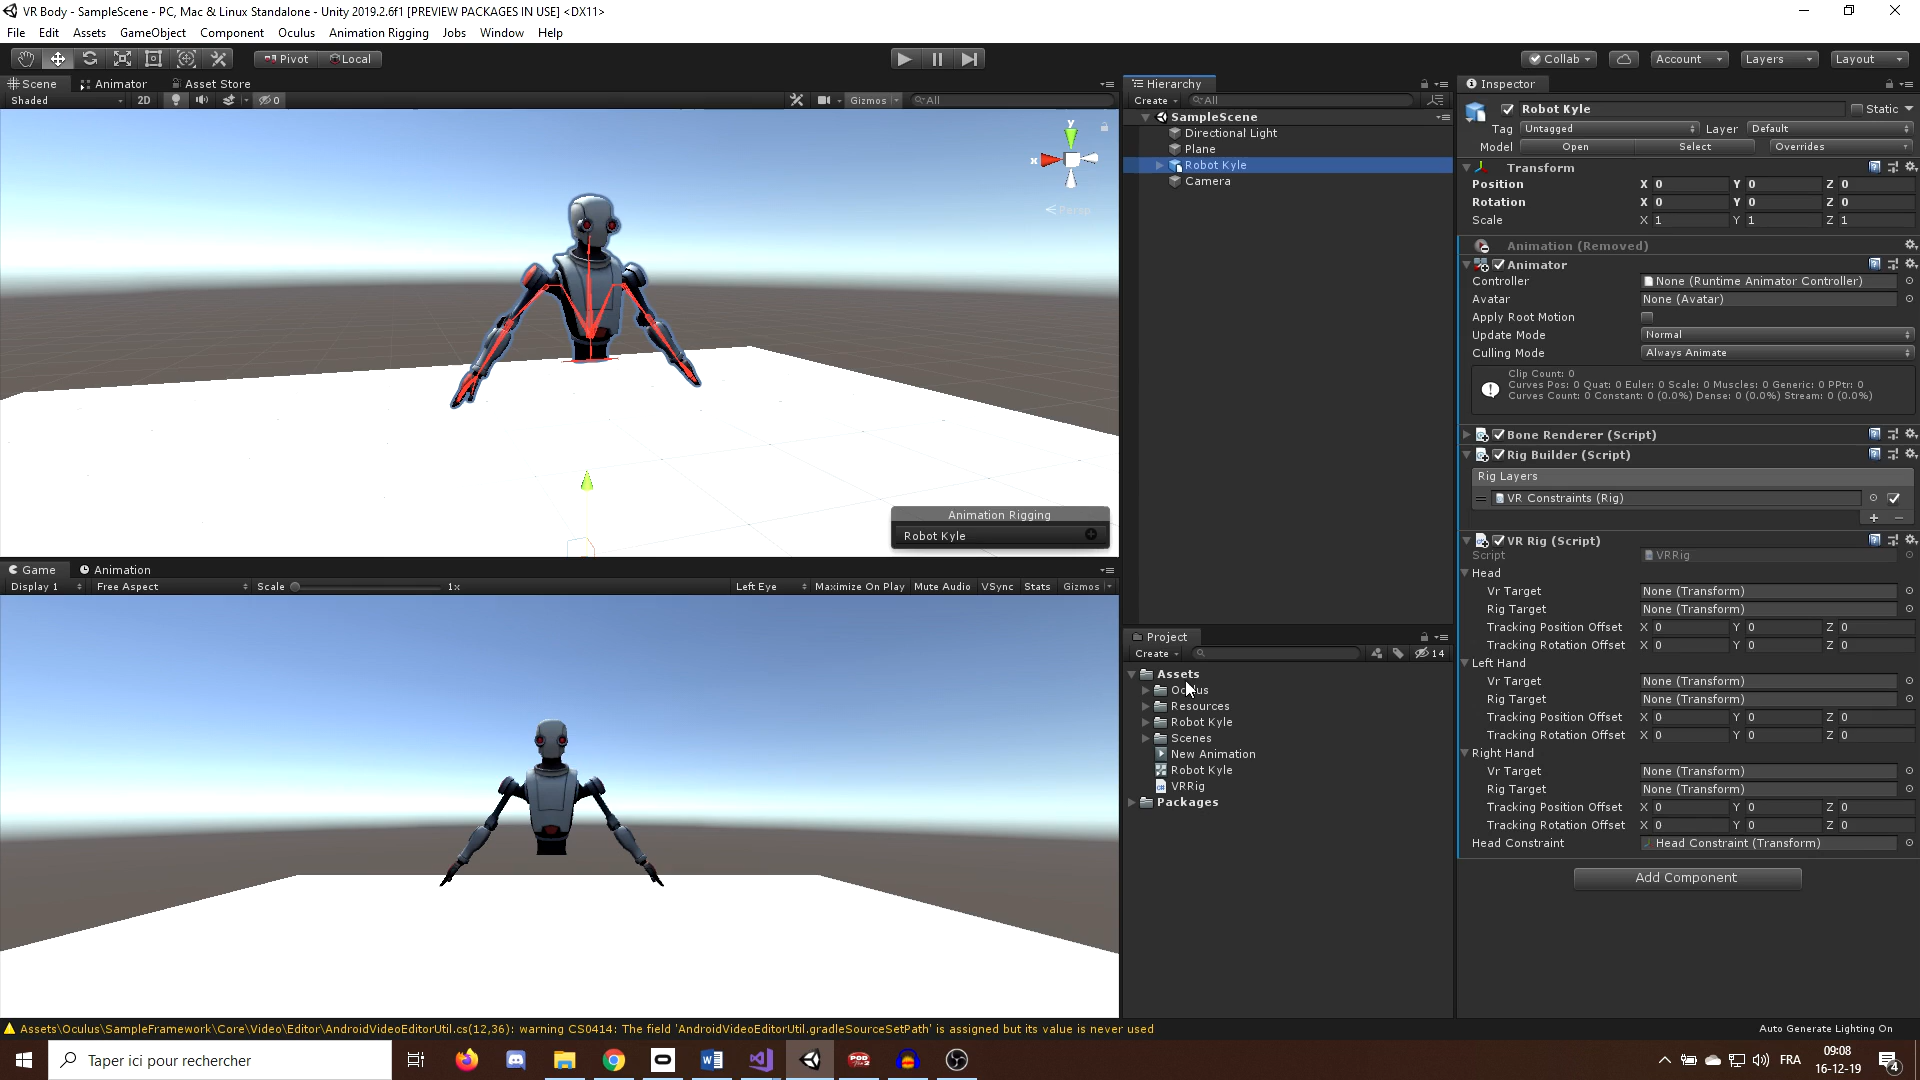 VR Body - SampleScene - PC, Mac & Linux Standalone - Unity 2019.2.6f1 [PREVIEW PACKAGES IN USE] <DX11>
File Edit Assets GameObject Component Oculus Animation Rigging Jobs Window Help
Pivot Local Collab Account Layers Layout
Scene Animator Asset Store
Shaded 2D 0 Gizmos All
y
x
Persp
Animation Rigging
Robot Kyle
Game Animation
Display 1 Free Aspect Scale 1x Left Eye Maximize On Play Mute Audio VSync Stats Gizmos
Hierarchy
Create All
SampleScene
Directional Light
Plane
Robot Kyle
Camera
Project
Create 14
Assets
Oculus
Resources
Robot Kyle
Scenes
New Animation
Robot Kyle
VRRig
Packages
Inspector
Robot Kyle Static
Tag Untagged Layer Default
Model Open Select Overrides
Transform
Position X 0 Y 0 Z 0
Rotation X 0 Y 0 Z 0
Scale X 1 Y 1 Z 1
Animation (Removed)
Animator
Controller None (Runtime Animator Controller)
Avatar None (Avatar)
Apply Root Motion
Update Mode Normal
Culling Mode Always Animate
Clip Count: 0
Curves Pos: 0 Quat: 0 Euler: 0 Scale: 0 Muscles: 0 Generic: 0 PPtr: 0
Curves Count: 0 Constant: 0 (0.0%) Dense: 0 (0.0%) Stream: 0 (0.0%)
Bone Renderer (Script)
Rig Builder (Script)
Rig Layers
VR Constraints (Rig)
VR Rig (Script)
Script VRRig
Head
Vr Target None (Transform)
Rig Target None (Transform)
Tracking Position Offset X 0 Y 0 Z 0
Tracking Rotation Offset X 0 Y 0 Z 0
Left Hand
Vr Target None (Transform)
Rig Target None (Transform)
Tracking Position Offset X 0 Y 0 Z 0
Tracking Rotation Offset X 0 Y 0 Z 0
Right Hand
Vr Target None (Transform)
Rig Target None (Transform)
Tracking Position Offset X 0 Y 0 Z 0
Tracking Rotation Offset X 0 Y 0 Z 0
Head Constraint Head Constraint (Transform)
Add Component
Assets\Oculus\SampleFramework\Core\Video\Editor\AndroidVideoEditorUtil.cs(12,36): warning CS0414: The field 'AndroidVideoEditorUtil.gradleSourceSetPath' is assigned but its value is never used
Auto Generate Lighting On
Taper ici pour rechercher
FRA
09:08
16-12-19
4